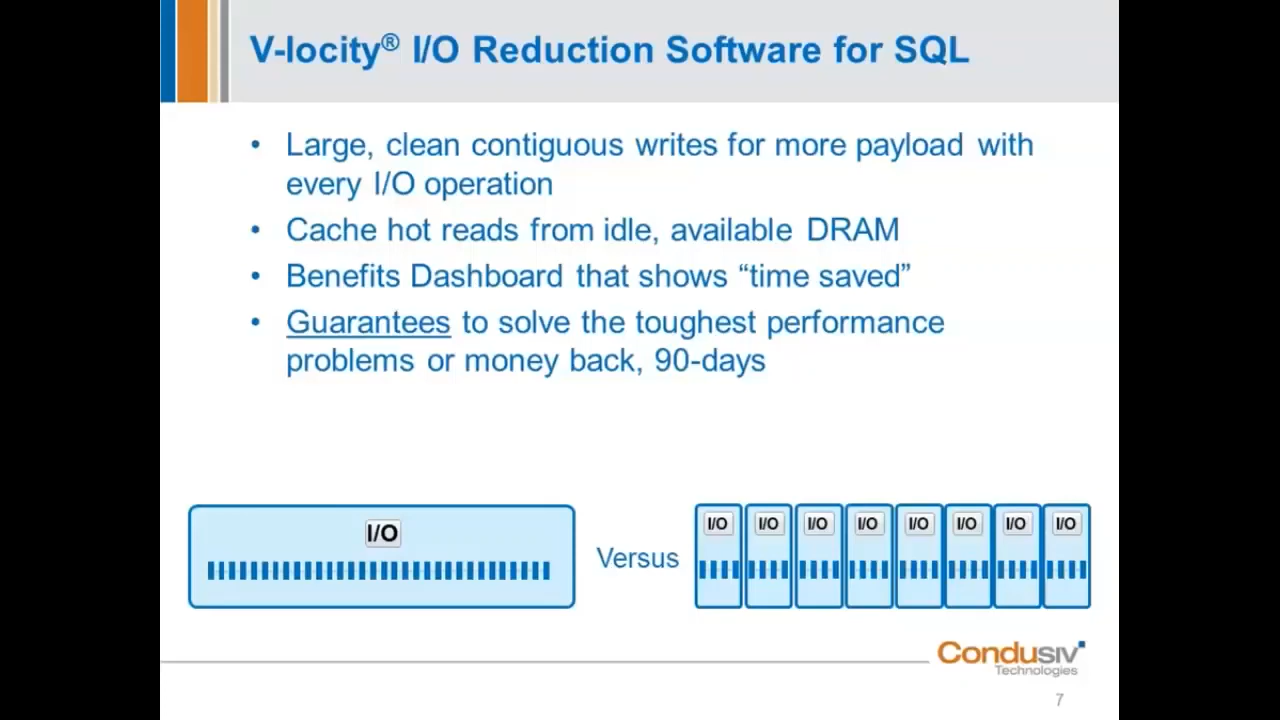 V-locity® I/O Reduction Software for SQL
• Large, clean contiguous writes for more payload with
every I/O operation
• Cache hot reads from idle, available DRAM
• Benefits Dashboard that shows “time saved”
• Guarantees to solve the toughest performance
problems or money back, 90-days
I/O
Versus
I/O I/O I/O I/O I/O I/O I/O I/O
Condusiv
Technologies
7